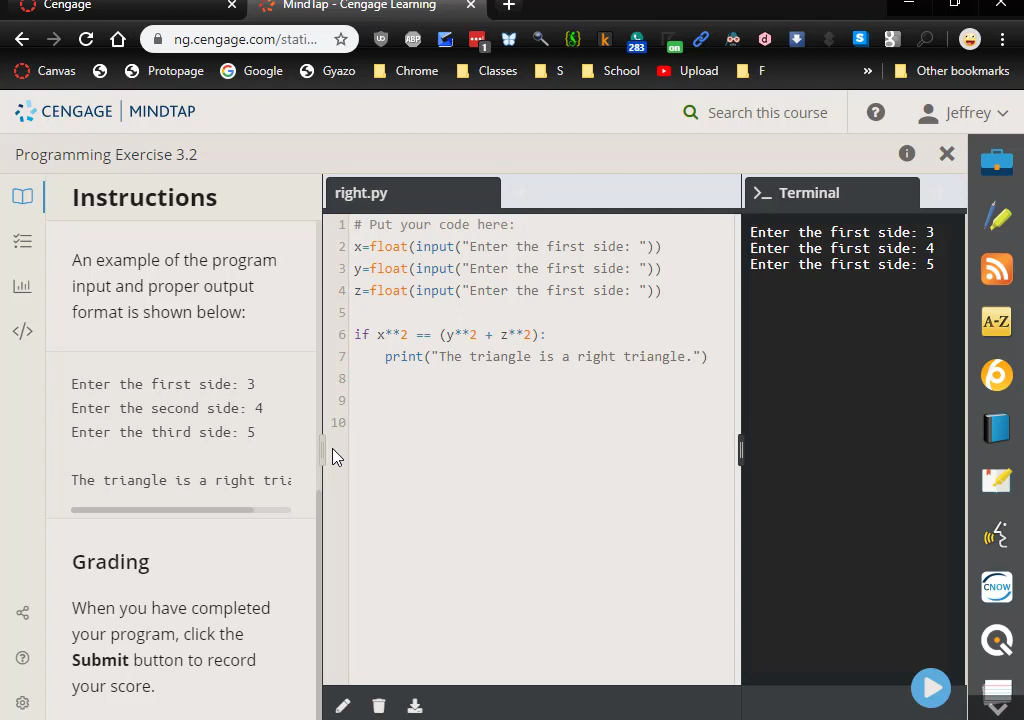 Cengage
MindTap - Cengage Learning
ng.cengage.com/stati...
UD
ABP
1
k
283
on
d
S
Canvas
Protopage
Google
Gyazo
Chrome
Classes
S
School
Upload
F
»
Other bookmarks
CENGAGE | MINDTAP
Search this course
Jeffrey
Programming Exercise 3.2
Instructions
An example of the program
input and proper output
format is shown below:
Enter the first side: 3
Enter the second side: 4
Enter the third side: 5
The triangle is a right tria
Grading
When you have completed
your program, click the
Submit button to record
your score.
right.py
1 # Put your code here:
2 x=float(input("Enter the first side: "))
3 y=float(input("Enter the first side: "))
4 z=float(input("Enter the first side: "))
5
6 if x**2 == (y**2 + z**2):
7     print("The triangle is a right triangle.")
8
9
10
>_ Terminal
Enter the first side: 3
Enter the first side: 4
Enter the first side: 5
A-Z
CNOW